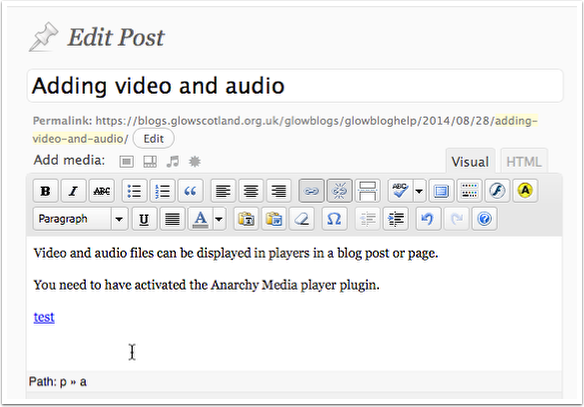 Edit Post
Adding video and audio
Permalink: https://blogs.glowscotland.org.uk/glowblogs/glowbloghelp/2014/08/28/adding-
video-and-audio/ Edit
Add media: Visual HTML
B I ABC ABC A
Paragraph U A T W Ω ?
Video and audio files can be displayed in players in a blog post or page.
You need to have activated the Anarchy Media player plugin.
test
Path: p » a